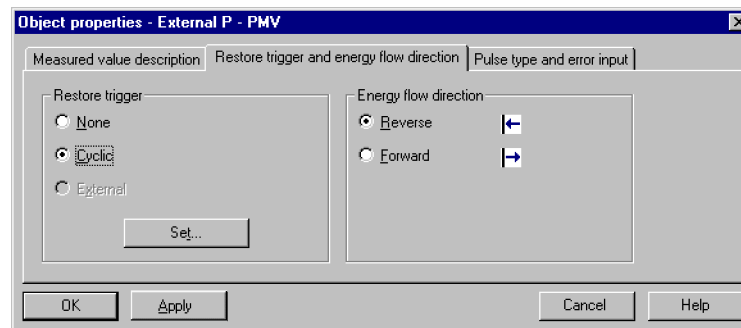 Object properties - External P - PMV
Measured value description Restore trigger and energy flow direction Pulse type and error input
Restore trigger
None
Cyclic
External
Set...
Energy flow direction
Reverse
Forward
OK Apply Cancel Help